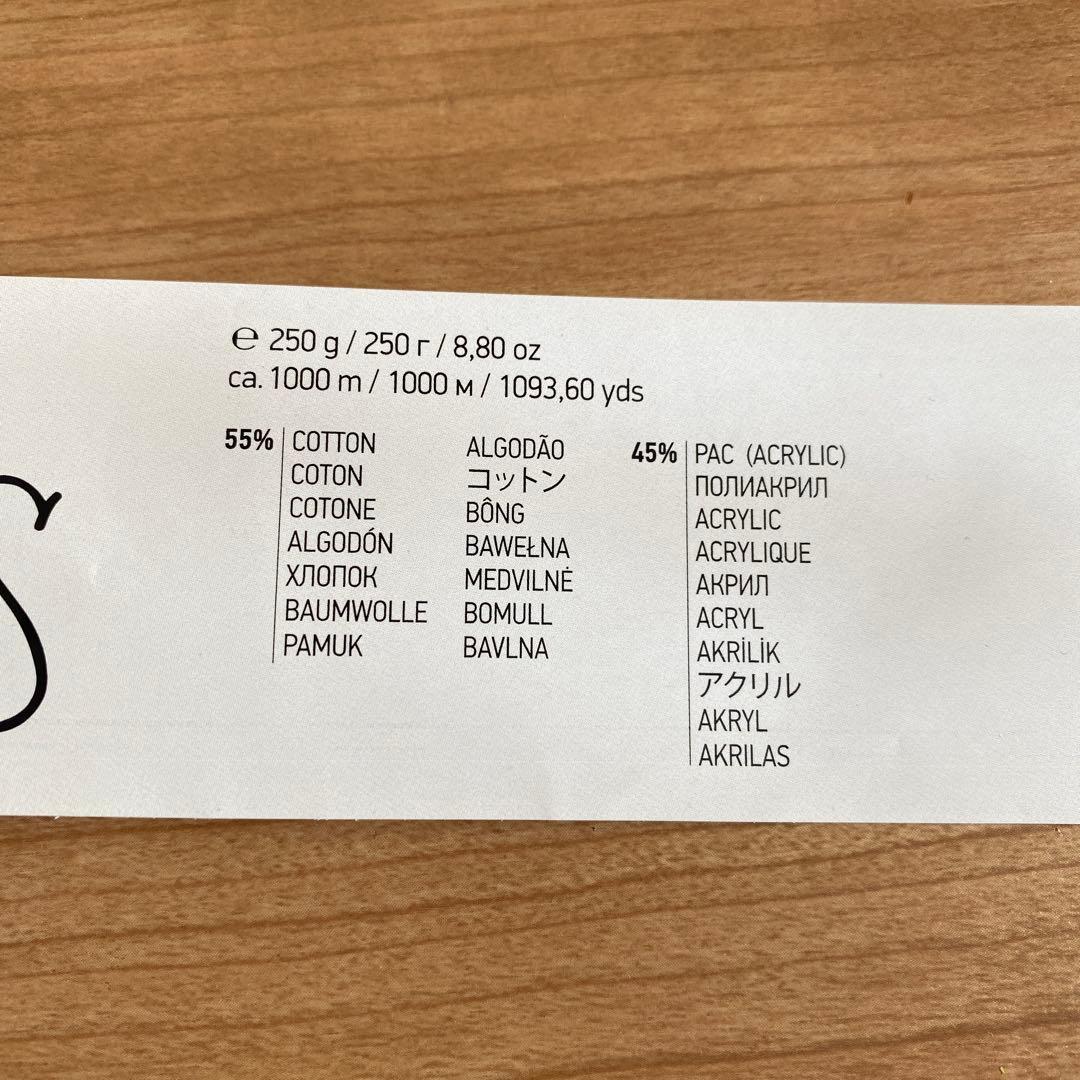 ℮ 250 g / 250 г / 8,80 oz
ca. 1000 m / 1000 м / 1093,60 yds
55%
COTTON
COTON
COTONE
ALGODÓN
ХЛОПОК
BAUMWOLLE
PAMUK
ALGODÃO
コットン
BÔNG
BAWEŁNA
MEDVILNĖ
BOMULL
BAVLNA
45%
PAC (ACRYLIC)
ПОЛИАКРИЛ
ACRYLIC
ACRYLIQUE
АКРИЛ
ACRYL
AKRİLİK
アクリル
AKRYL
AKRILAS